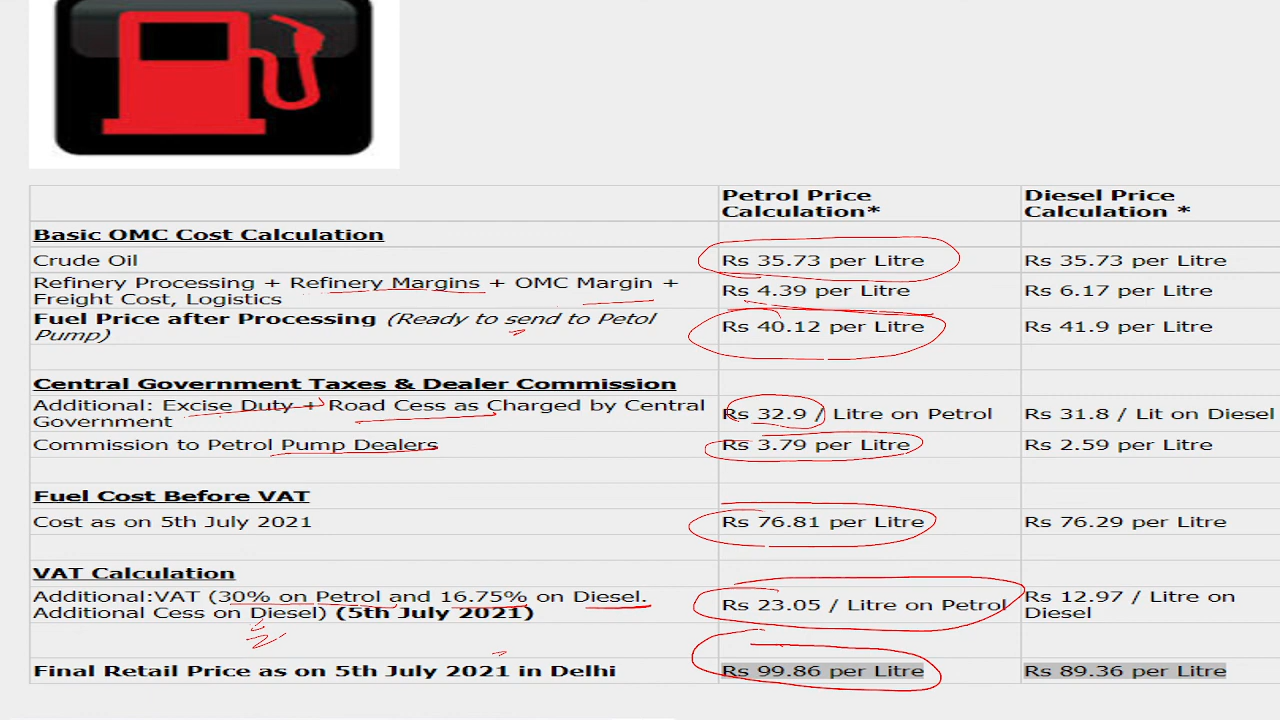 Petrol Price Diesel Price
Calculation* Calculation *
Basic OMC Cost Calculation
Crude Oil Rs 35.73 per Litre Rs 35.73 per Litre
Refinery Processing + Refinery Margins + OMC Margin +
Freight Cost, Logistics Rs 4.39 per Litre Rs 6.17 per Litre
Fuel Price after Processing (Ready to send to Petol
Pump) Rs 40.12 per Litre Rs 41.9 per Litre
Central Government Taxes & Dealer Commission
Additional: Excise Duty + Road Cess as Charged by Central
Government Rs 32.9 / Litre on Petrol Rs 31.8 / Lit on Diesel
Commission to Petrol Pump Dealers Rs 3.79 per Litre Rs 2.59 per Litre
Fuel Cost Before VAT
Cost as on 5th July 2021 Rs 76.81 per Litre Rs 76.29 per Litre
VAT Calculation
Additional:VAT (30% on Petrol and 16.75% on Diesel.
Additional Cess on Diesel) (5th July 2021) Rs 23.05 / Litre on Petrol Rs 12.97 / Litre on
Diesel
Final Retail Price as on 5th July 2021 in Delhi Rs 99.86 per Litre Rs 89.36 per Litre